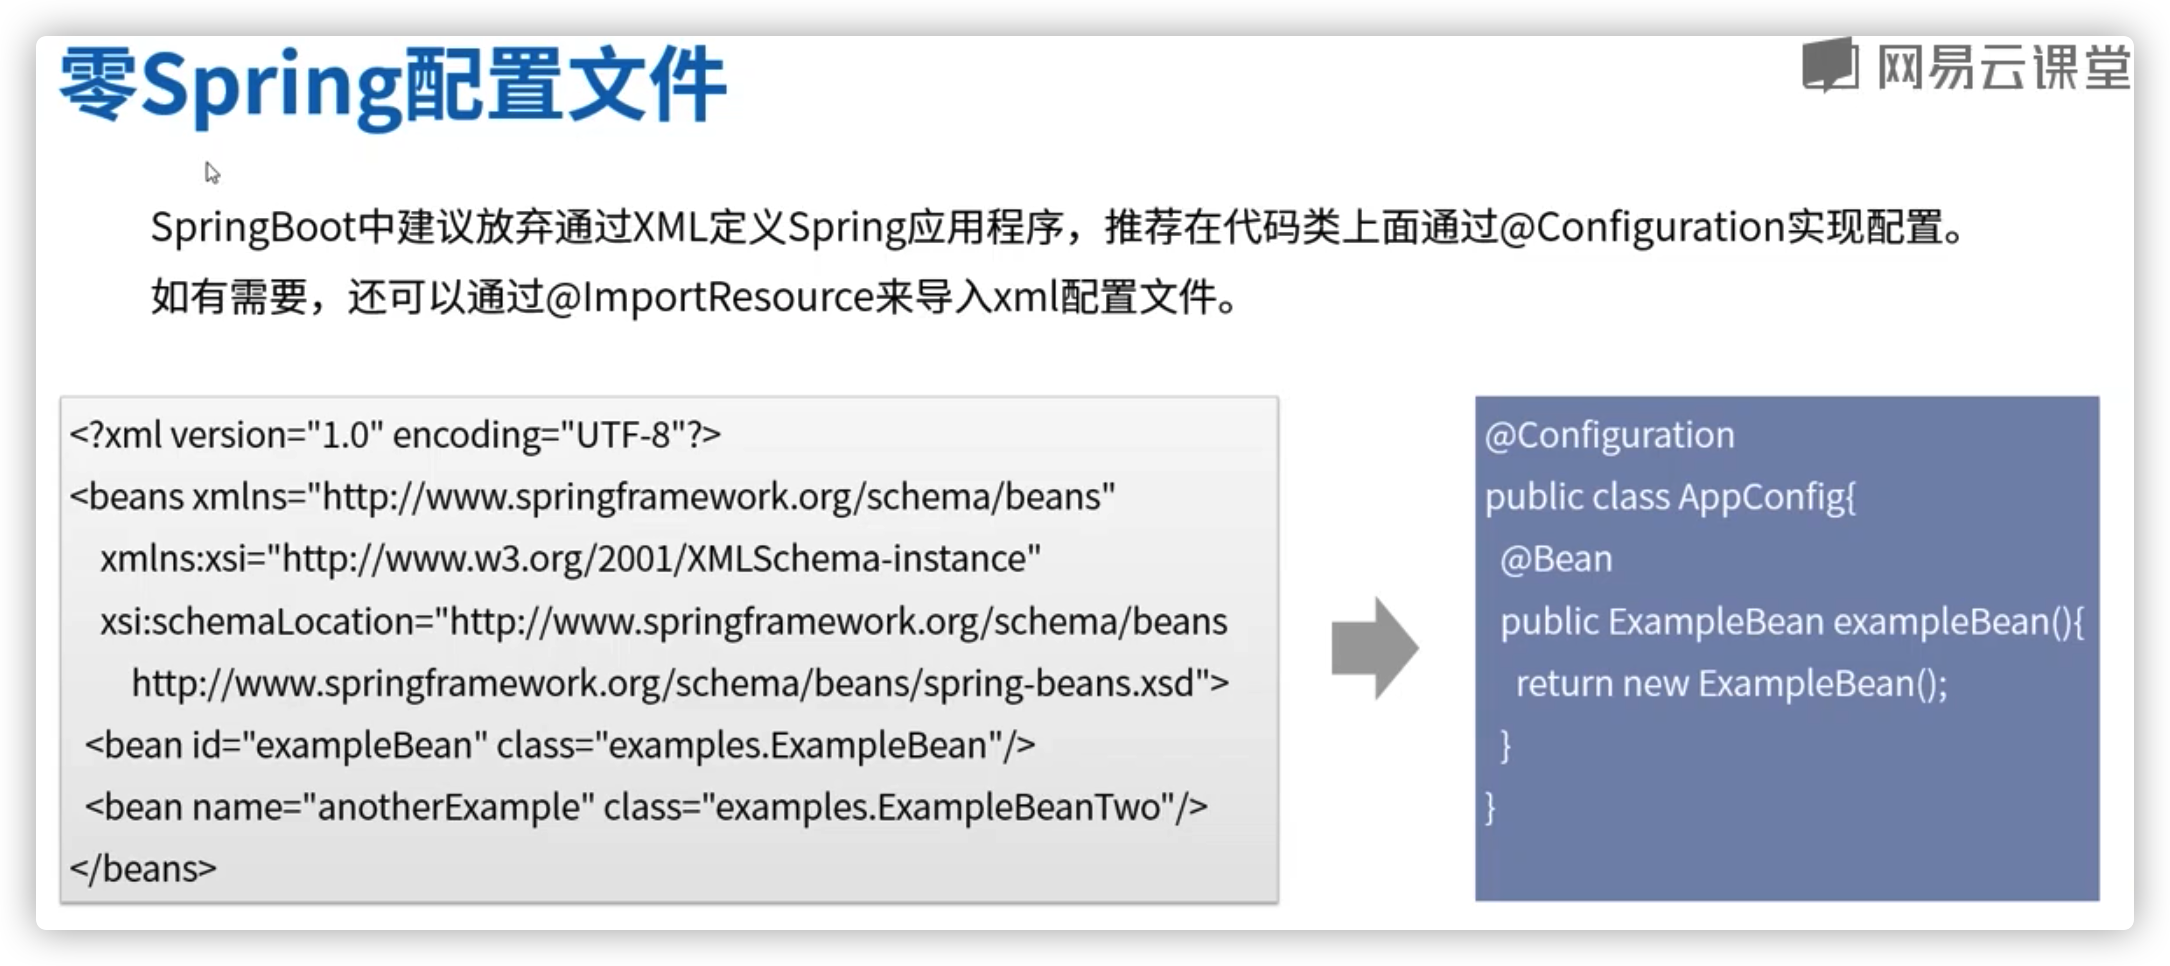 零Spring配置文件
网易云课堂
SpringBoot中建议放弃通过XML定义Spring应用程序，推荐在代码类上面通过@Configuration实现配置。
如有需要，还可以通过@ImportResource来导入xml配置文件。
<?xml version="1.0" encoding="UTF-8"?>
<beans xmlns="http://www.springframework.org/schema/beans"
xmlns:xsi="http://www.w3.org/2001/XMLSchema-instance"
xsi:schemaLocation="http://www.springframework.org/schema/beans
http://www.springframework.org/schema/beans/spring-beans.xsd">
<bean id="exampleBean" class="examples.ExampleBean"/>
<bean name="anotherExample" class="examples.ExampleBeanTwo"/>
</beans>
@Configuration
public class AppConfig{
@Bean
public ExampleBean exampleBean(){
return new ExampleBean();
}
}